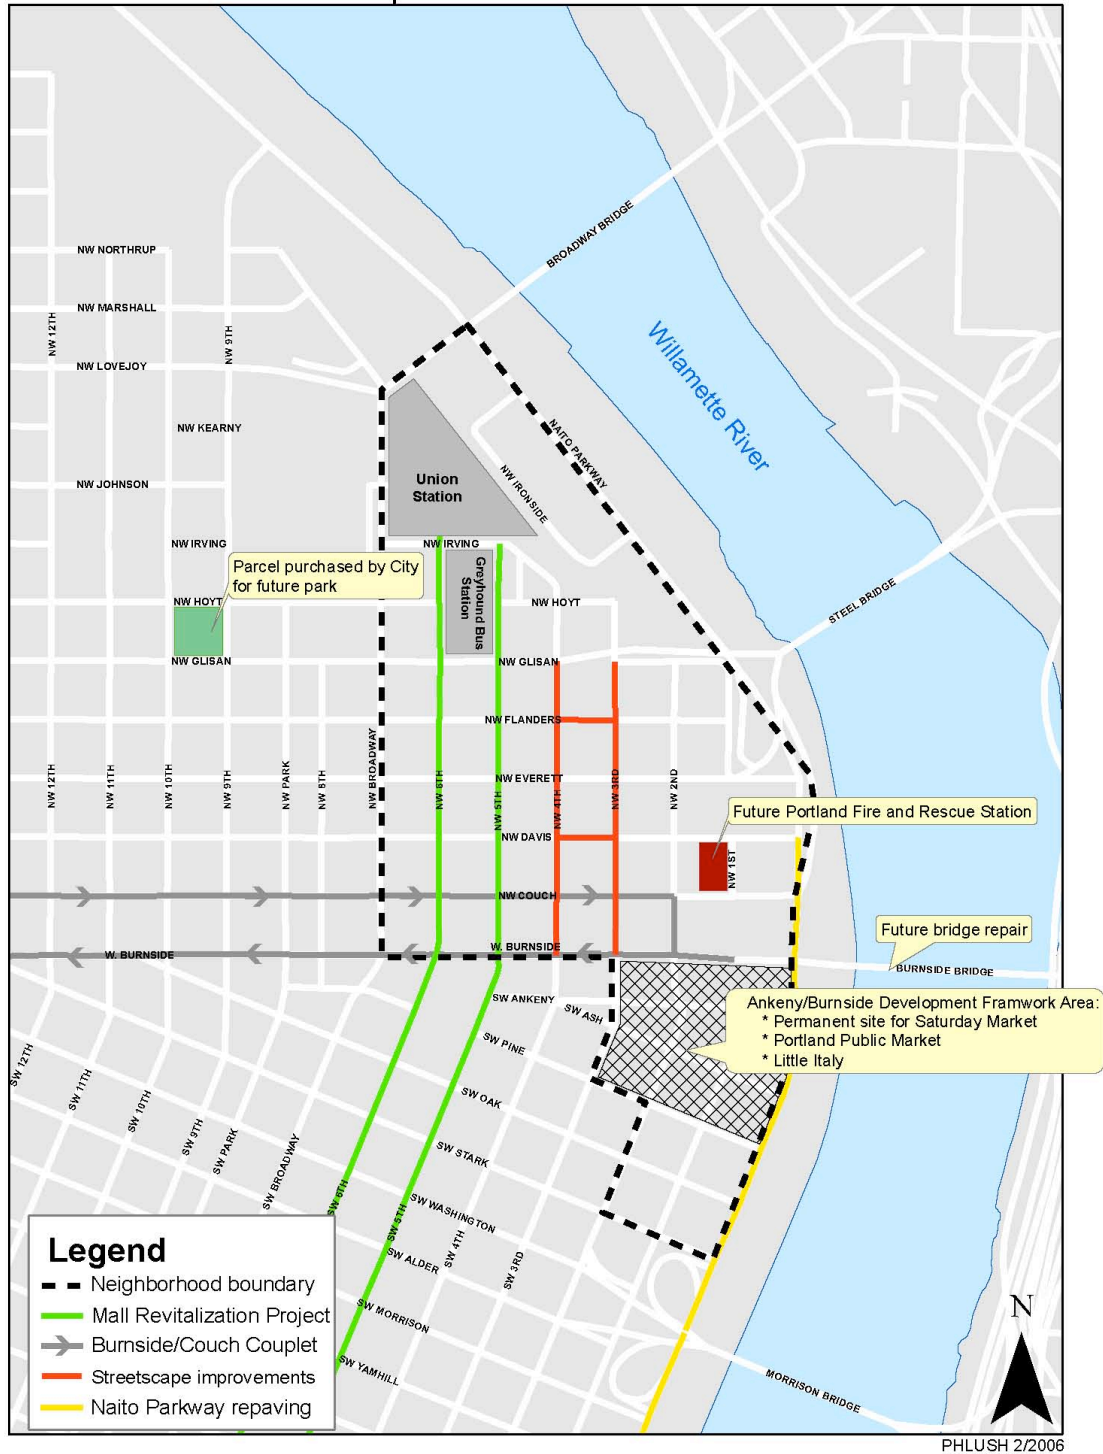 BROADWAY BRIDGE
NW NORTHRUP
NW MARSHALL
NW 12TH
NW 9TH
NW LOVEJOY
Willamette River
NW KEARNY
NAITO PARKWAY
NW JOHNSON
Union
Station
NW IRONSIDE
NW IRVING
NW IRVING
Parcel purchased by City
for future park
Greyhound Bus
Station
STEEL BRIDGE
NW HOYT
NW HOYT
NW GLISAN
NW GLISAN
NW FLANDERS
NW EVERETT
NW 12TH
NW 11TH
NW 10TH
NW 9TH
NW PARK
NW 8TH
NW BROADWAY
NW 6TH
NW 5TH
NW 4TH
NW 3RD
NW 2ND
Future Portland Fire and Rescue Station
NW DAVIS
NW 1ST
NW COUCH
Future bridge repair
W. BURNSIDE
W. BURNSIDE
BURNSIDE BRIDGE
SW ANKENY
SW ASH
Ankeny/Burnside Development Framwork Area:
* Permanent site for Saturday Market
* Portland Public Market
* Little Italy
SW PINE
SW OAK
SW 12TH
SW 11TH
SW 10TH
SW 9TH
SW PARK
SW BROADWAY
SW STARK
SW 6TH
SW 5TH
SW WASHINGTON
SW 4TH
SW 3RD
SW ALDER
SW MORRISON
SW YAMHILL
MORRISON BRIDGE
Legend
Neighborhood boundary
Mall Revitalization Project
Burnside/Couch Couplet
Streetscape improvements
Naito Parkway repaving
N
PHLUSH 2/2006